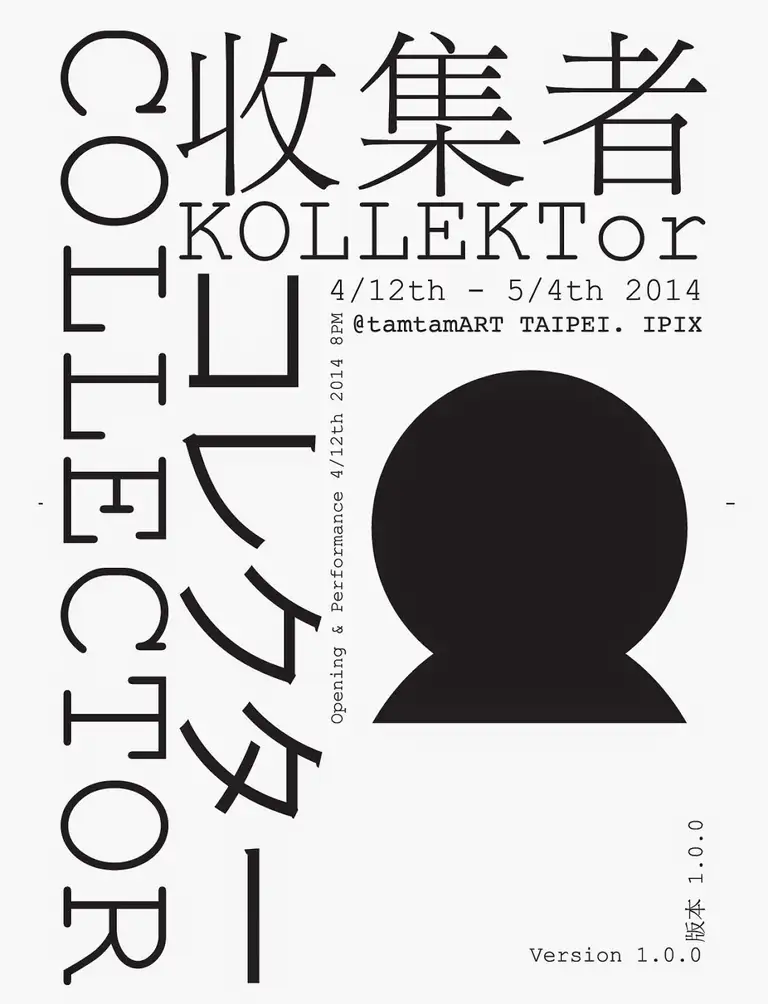 收集者
COLLECTOR
KOLLEKTor
コレクター
4/12th - 5/4th 2014
@tamtamART TAIPEI. IPIX
Opening & Performance 4/12th 2014 8PM
版本 1.0.0
Version 1.0.0